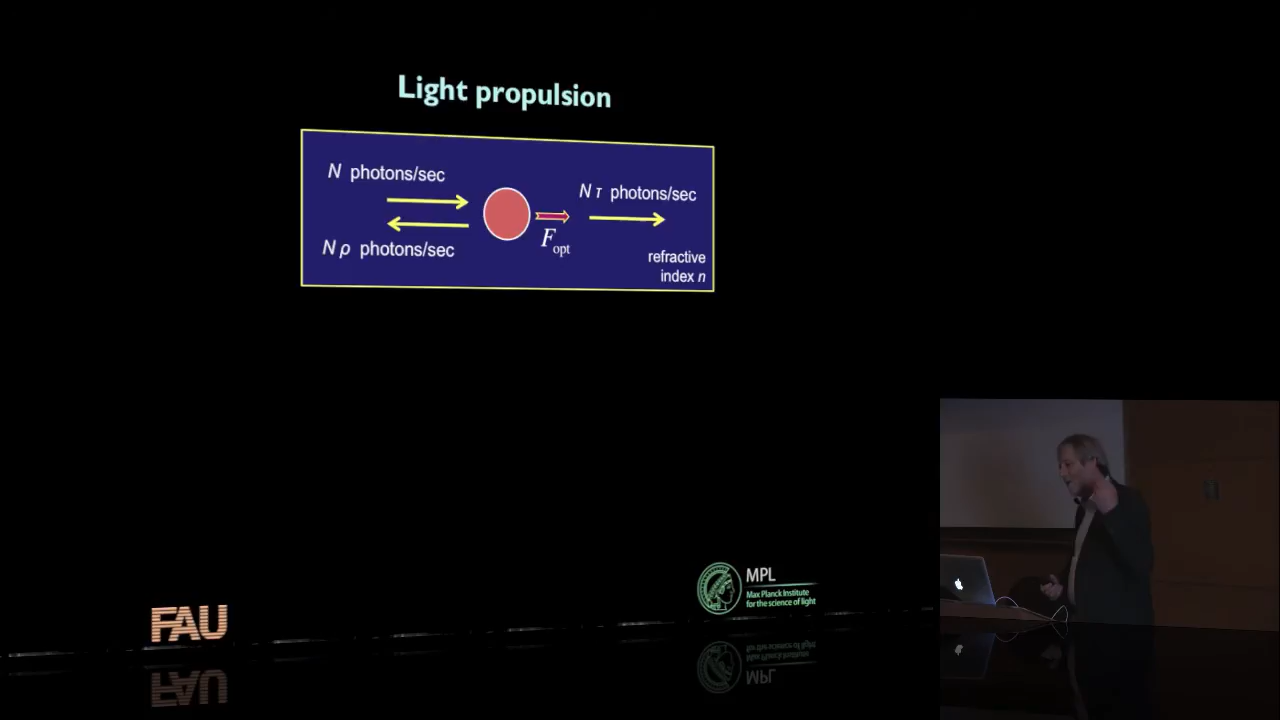 Light propulsion
N photons/sec
N τ photons/sec
N ρ photons/sec
F opt
refractive
index n
FAU
MPL
Max Planck Institute
for the science of light